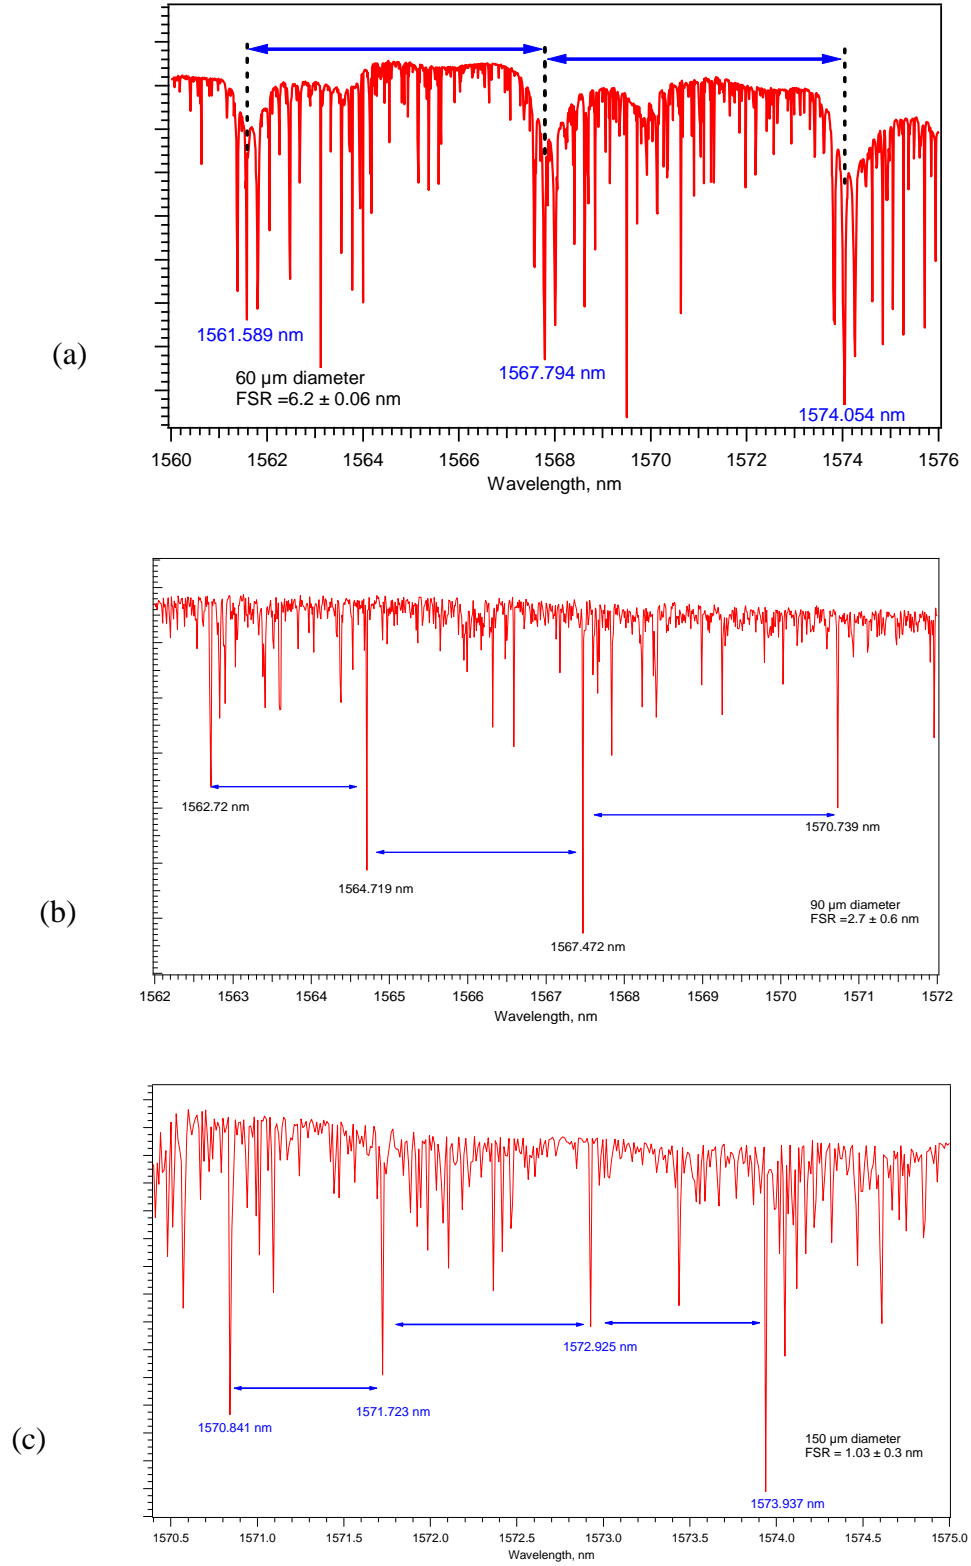 (a)
1561.589 nm
1567.794 nm
1574.054 nm
60 µm diameter
FSR =6.2 ± 0.06 nm
1560 1562 1564 1566 1568 1570 1572 1574 1576
Wavelength, nm
(b)
1562.72 nm
1564.719 nm
1567.472 nm
1570.739 nm
90 µm diameter
FSR =2.7 ± 0.6 nm
1562 1563 1564 1565 1566 1567 1568 1569 1570 1571 1572
Wavelength, nm
(c)
1570.841 nm
1571.723 nm
1572.925 nm
1573.937 nm
150 µm diameter
FSR = 1.03 ± 0.3 nm
1570.5 1571.0 1571.5 1572.0 1572.5 1573.0 1573.5 1574.0 1574.5 1575.0
Wavelength, nm